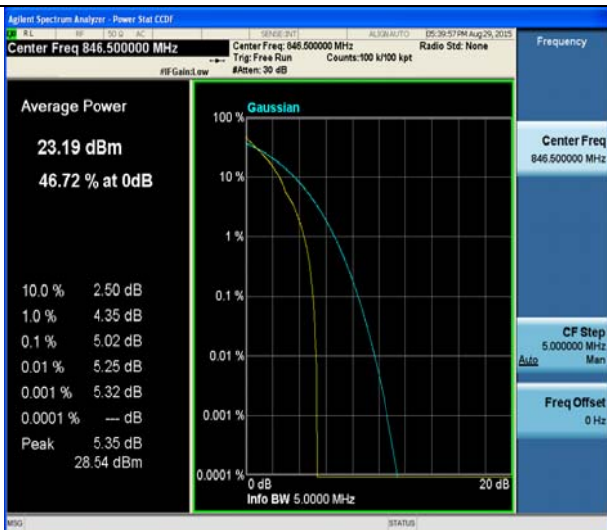 Agilent Spectrum Analyzer - Power Stat CCDF
RL RF 50 Ω AC SENSE:INT ALIGN AUTO 05:39:57 PM Aug 29, 2015
Center Freq 846.500000 MHz
Center Freq: 846.500000 MHz Radio Std: None
Trig: Free Run Counts:100 k/100 kpt
#IFGain:Low #Atten: 30 dB
Frequency
Average Power
23.19 dBm
46.72 % at 0dB
10.0 % 2.50 dB
1.0 % 4.35 dB
0.1 % 5.02 dB
0.01 % 5.25 dB
0.001 % 5.32 dB
0.0001 % --- dB
Peak 5.35 dB
28.54 dBm
Gaussian
100 %
10 %
1 %
0.1 %
0.01 %
0.001 %
0.0001 %
0 dB 20 dB
Info BW 5.0000 MHz
Center Freq
846.500000 MHz
CF Step
5.000000 MHz
Auto Man
Freq Offset
0 Hz
MSG STATUS